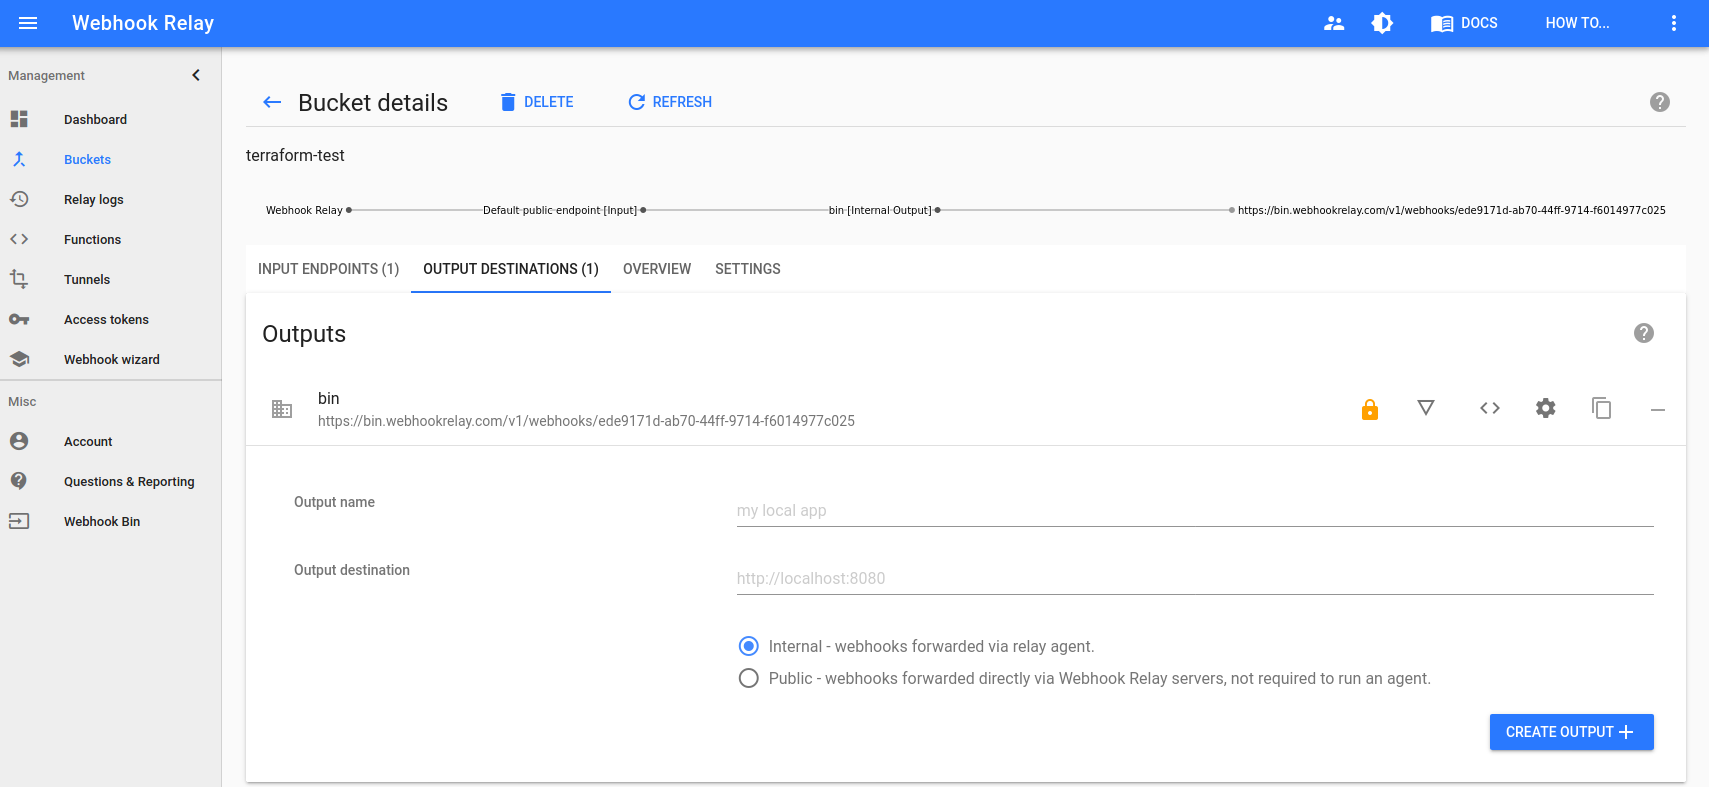 Webhook Relay
DOCS
HOW TO...
Management
Dashboard
Buckets
Relay logs
Functions
Tunnels
Access tokens
Webhook wizard
Misc
Account
Questions & Reporting
Webhook Bin
Bucket details
DELETE
REFRESH
terraform-test
Webhook Relay
Default public endpoint [Input]
bin [Internal Output]
https://bin.webhookrelay.com/v1/webhooks/ede9171d-ab70-44ff-9714-f6014977c025
INPUT ENDPOINTS (1)
OUTPUT DESTINATIONS (1)
OVERVIEW
SETTINGS
Outputs
bin
https://bin.webhookrelay.com/v1/webhooks/ede9171d-ab70-44ff-9714-f6014977c025
Output name
my local app
Output destination
http://localhost:8080
Internal - webhooks forwarded via relay agent.
Public - webhooks forwarded directly via Webhook Relay servers, not required to run an agent.
CREATE OUTPUT